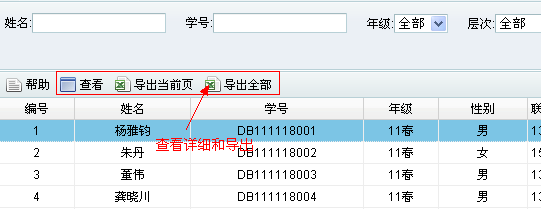 姓名: 学号: 年级: 全部 层次: 全部
帮助 查看 导出当前页 导出全部
编号 姓名 学号 年级 性别 联
1 杨雅钧 DB111118001 11春 男 13
查看详细和导出
2 朱丹 DB111118002 11春 女 15
3 董伟 DB111118003 11春 男 13
4 龚晓川 DB111118004 11春 男 13